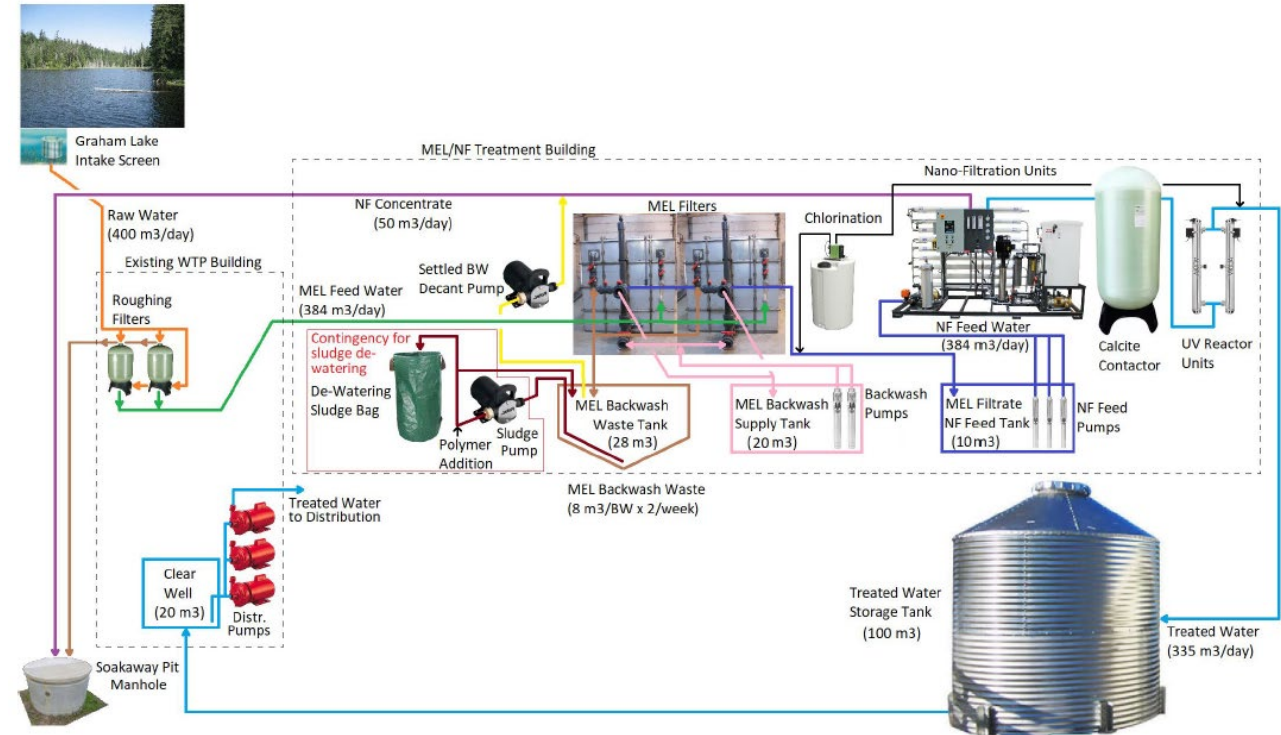 Graham Lake
Intake Screen
MEL/NF Treatment Building
Nano-Filtration Units
Raw Water
(400 m3/day)
NF Concentrate
(50 m3/day)
MEL Filters
Chlorination
Existing WTP Building
Settled BW
Decant Pump
MEL Feed Water
(384 m3/day)
Roughing
Filters
NF Feed Water
(384 m3/day)
Calcite
Contactor
UV Reactor
Units
Contingency for
sludge de-
watering
De-Watering
Sludge Bag
Polymer
Addition
Sludge
Pump
MEL Backwash
Waste Tank
(28 m3)
MEL Backwash
Supply Tank
(20 m3)
Backwash
Pumps
MEL Filtrate
NF Feed Tank
(10 m3)
NF Feed
Pumps
MEL Backwash Waste
(8 m3/BW x 2/week)
Treated Water
to Distribution
Clear
Well
(20 m3)
Distr.
Pumps
Treated Water
Storage Tank
(100 m3)
Treated Water
(335 m3/day)
Soakaway Pit
Manhole